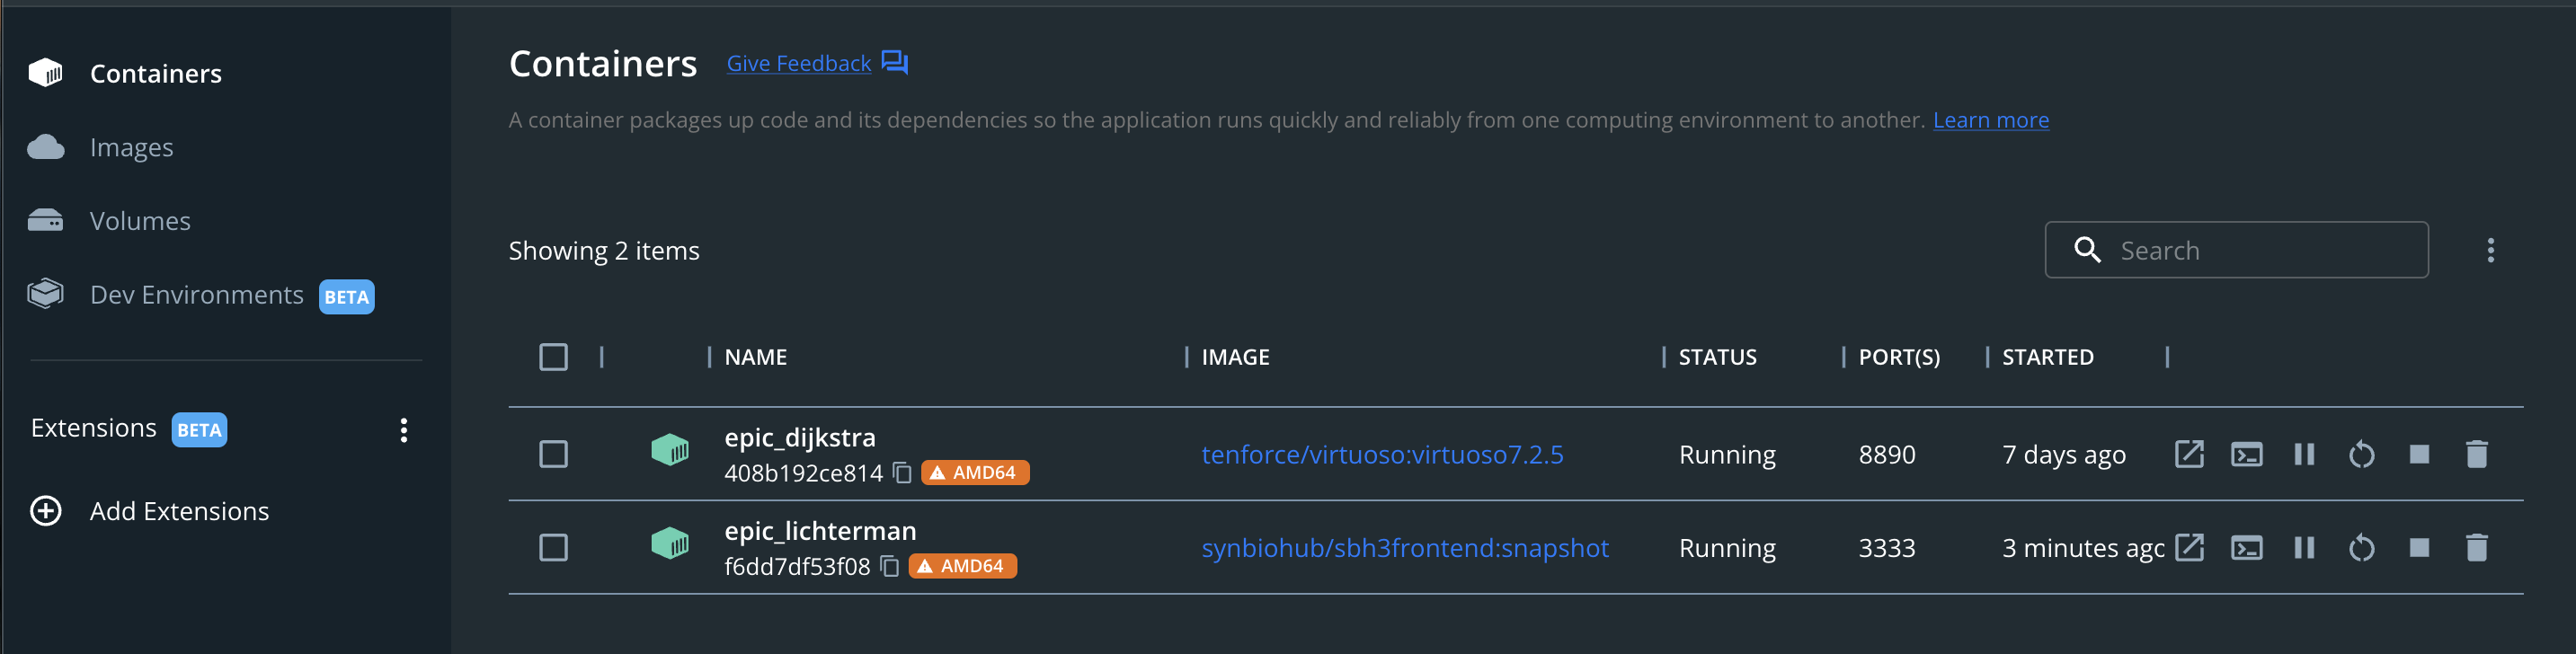 Containers
Images
Volumes
Dev Environments BETA
Extensions BETA
Add Extensions
Containers Give Feedback
A container packages up code and its dependencies so the application runs quickly and reliably from one computing environment to another. Learn more
Showing 2 items
Search
NAME IMAGE STATUS PORT(S) STARTED
epic_dijkstra
408b192ce814 AMD64
tenforce/virtuoso:virtuoso7.2.5 Running 8890 7 days ago
epic_lichterman
f6dd7df53f08 AMD64
synbiohub/sbh3frontend:snapshot Running 3333 3 minutes agc